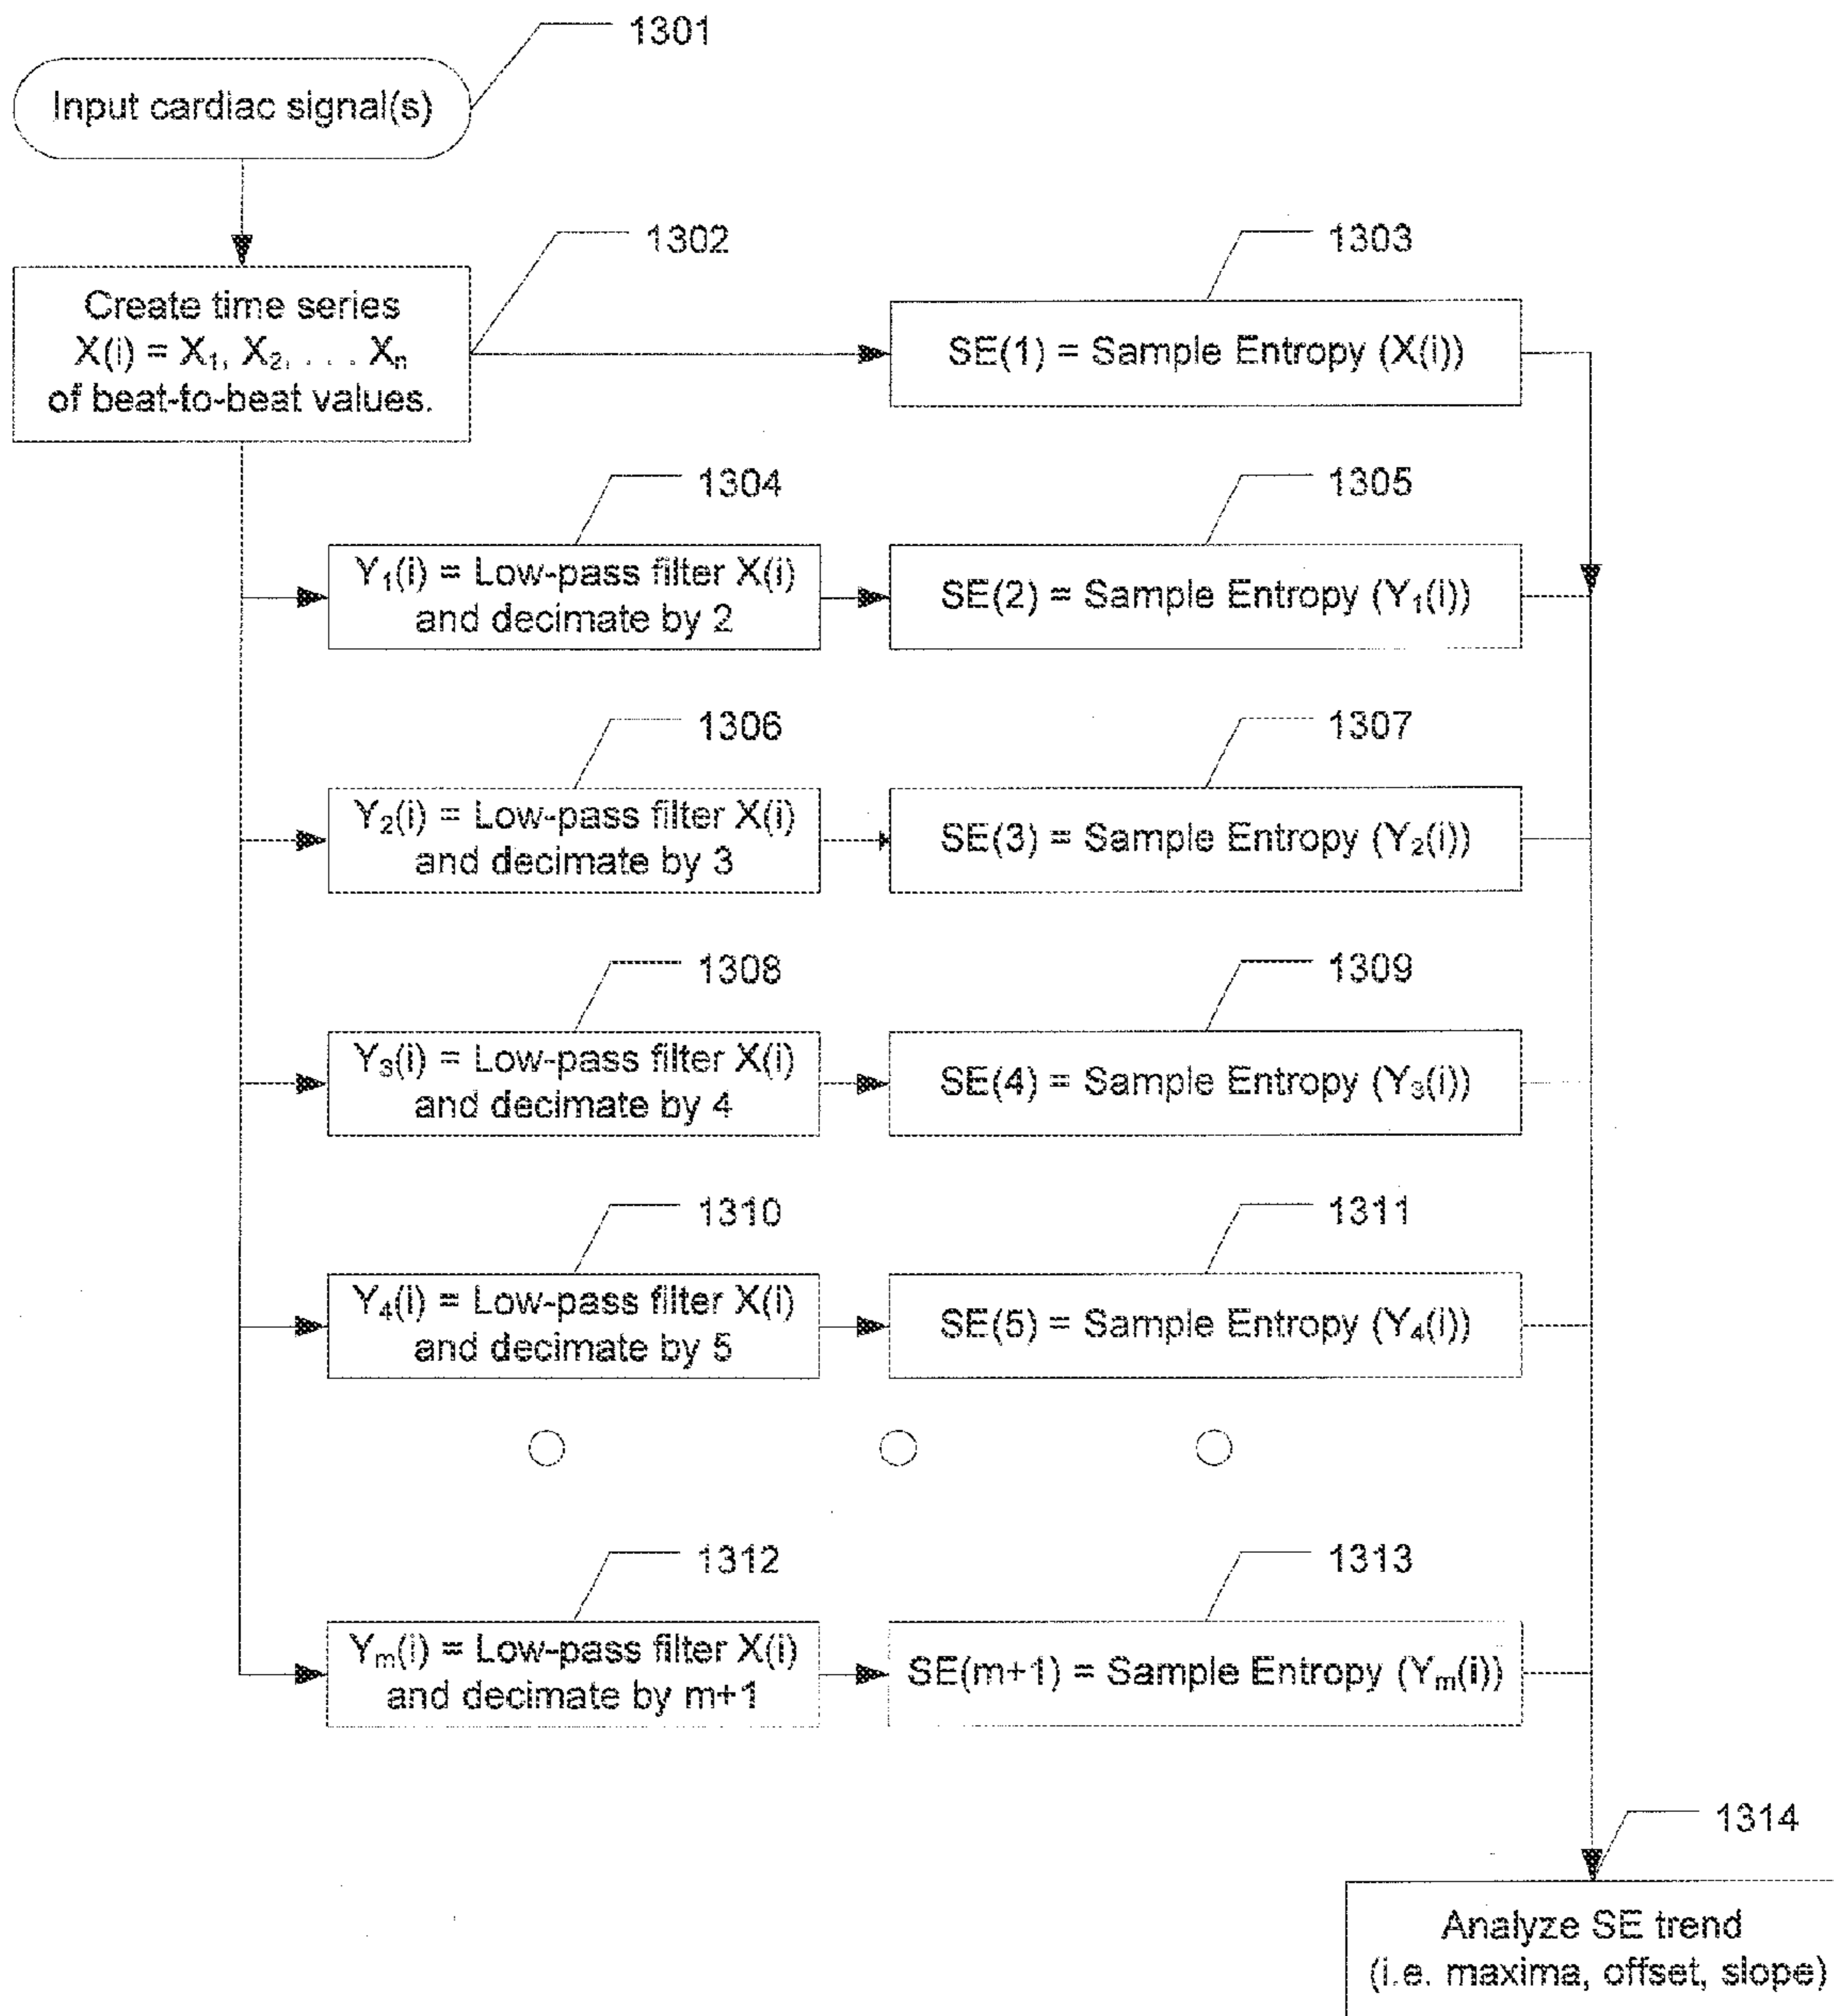 1301
Input cardiac signal(s)
1302
Create time series
X(i) = X₁, X₂, . . . Xₙ
of beat-to-beat values.
1303
SE(1) = Sample Entropy (X(i))
1304
Y₁(i) = Low-pass filter X(i)
and decimate by 2
1305
SE(2) = Sample Entropy (Y₁(i))
1306
Y₂(i) = Low-pass filter X(i)
and decimate by 3
1307
SE(3) = Sample Entropy (Y₂(i))
1308
Y₃(i) = Low-pass filter X(i)
and decimate by 4
1309
SE(4) = Sample Entropy (Y₃(i))
1310
Y₄(i) = Low-pass filter X(i)
and decimate by 5
1311
SE(5) = Sample Entropy (Y₄(i))
1312
Yₘ(i) = Low-pass filter X(i)
and decimate by m+1
1313
SE(m+1) = Sample Entropy (Yₘ(i))
1314
Analyze SE trend
(i.e. maxima, offset, slope)